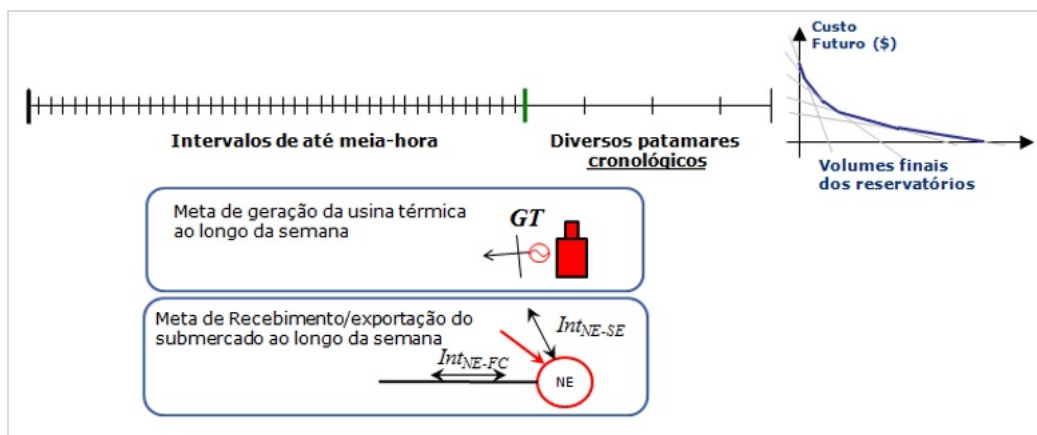 Custo
Futuro ($)
Intervalos de até meia-hora
Diversos patamares
cronológicos
Volumes finais
dos reservatórios
Meta de geração da usina térmica
ao longo da semana
GT
Meta de Recebimento/exportação do
submercado ao longo da semana
IntNE-SE
IntNE-FC
NE